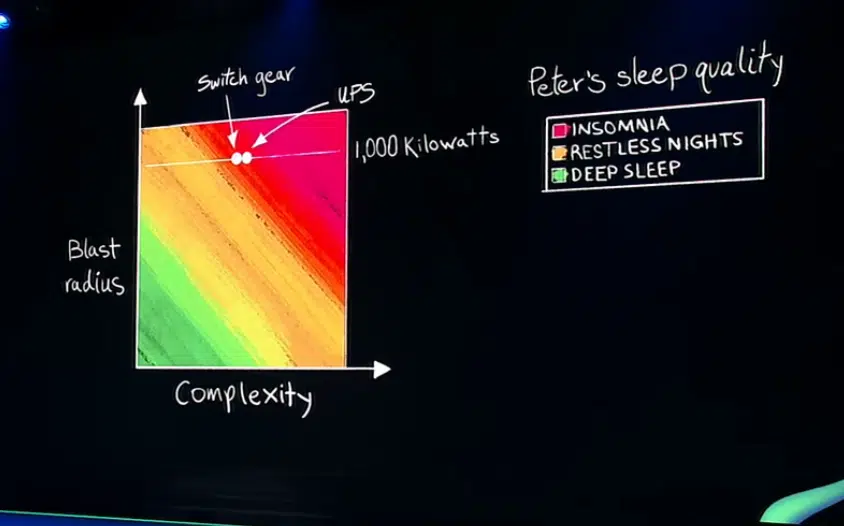 Switch gear
UPS
1,000 Kilowatts
Blast
radius
Complexity
Peter's sleep quality
INSOMNIA
RESTLESS NIGHTS
DEEP SLEEP